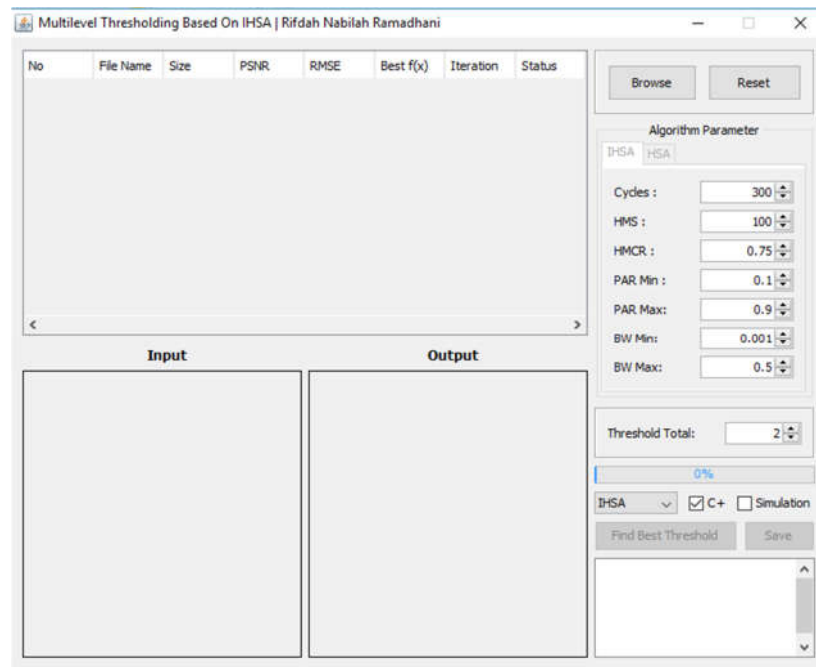 Multilevel Thresholding Based On IHSA | Rifdah Nabilah Ramadhani
No File Name Size PSNR RMSE Best f(x) Iteration Status
Browse Reset
Algorithm Parameter
IHSA HSA
Cycles : 300
HMS : 100
HMCR : 0.75
PAR Min : 0.1
PAR Max: 0.9
BW Min: 0.001
BW Max: 0.5
Input Output
Threshold Total: 2
0%
IHSA C+ Simulation
Find Best Threshold Save